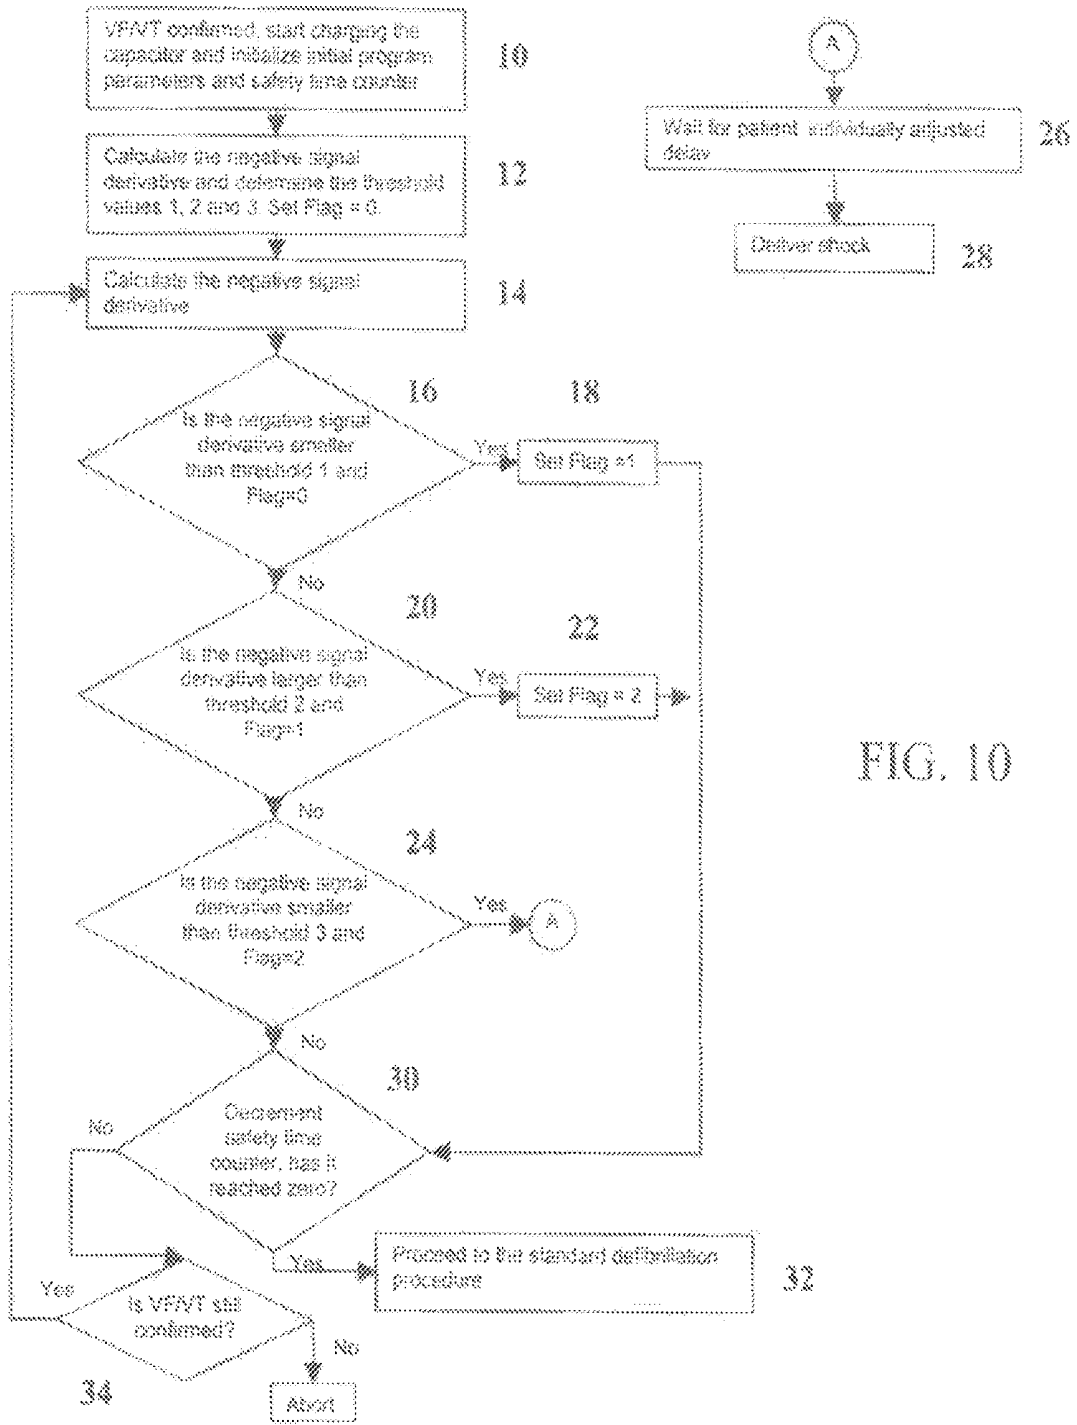 VF/VT confirmed, start charging the
capacitor and initialize initial program
parameters and safety time counter
10
Calculate the negative signal
derivative and determine the threshold
values 1, 2 and 3. Set Flag = 0.
12
Calculate the negative signal
derivative
14
16
Is the negative signal
derivative smaller
than threshold 1 and
Flag=0
Yes
18
Set Flag =1
No
20
Is the negative signal
derivative larger than
threshold 2 and
Flag=1
Yes
22
Set Flag = 2
No
24
Is the negative signal
derivative smaller
than threshold 3 and
Flag=2
Yes
A
No
30
Decrement
safety time
counter, has it
reached zero?
No
Yes
Proceed to the standard defibrillation
procedure
32
Is VF/VT still
confirmed?
Yes
No
34
Abort
A
Wait for patient individually adjusted
delay
26
Deliver shock
28
FIG. 10